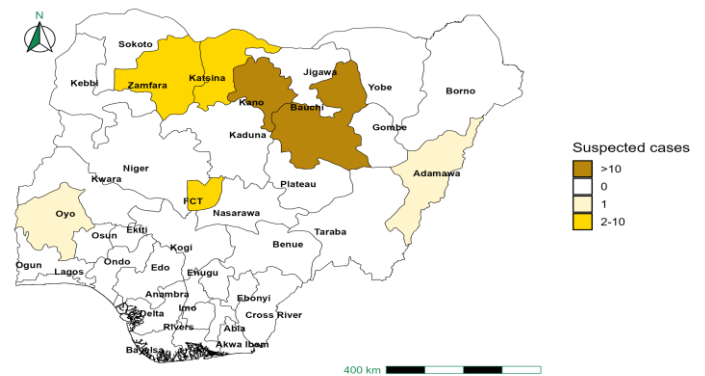 N
Sokoto
Kebbi
Zamfara
Katsina
Jigawa
Yobe
Borno
Kano
Bauchi
Gombe
Kaduna
Niger
Kwara
Plateau
Adamawa
FCT
Nasarawa
Oyo
Taraba
Osun
Ekiti
Kogi
Benue
Ogun
Lagos
Ondo
Edo
Enugu
Anambra
Ebonyi
Delta
Imo
Cross River
Rivers
Abia
Bayelsa
Akwa Ibom
Suspected cases
>10
0
1
2-10
400 km